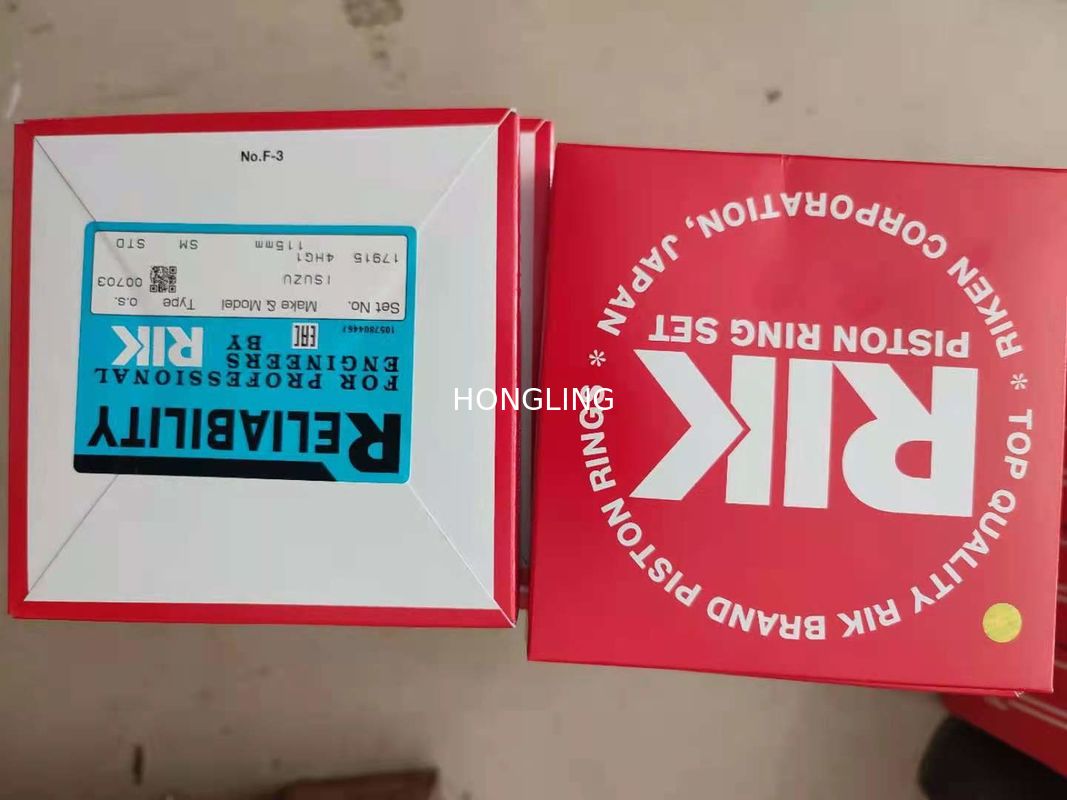 No.F-3
RELIABILITY
FOR PROFESSIONAL
ENGINEERS
BY RIK
EAC
Set No. Make & Model Type O.S.
ISUZU 00703
17915 4HG1
115mm SM STD
HONGLING
* TOP QUALITY RIK BRAND PISTON RINGS *
RIK
PISTON RING SET
RIKEN CORPORATION, JAPAN